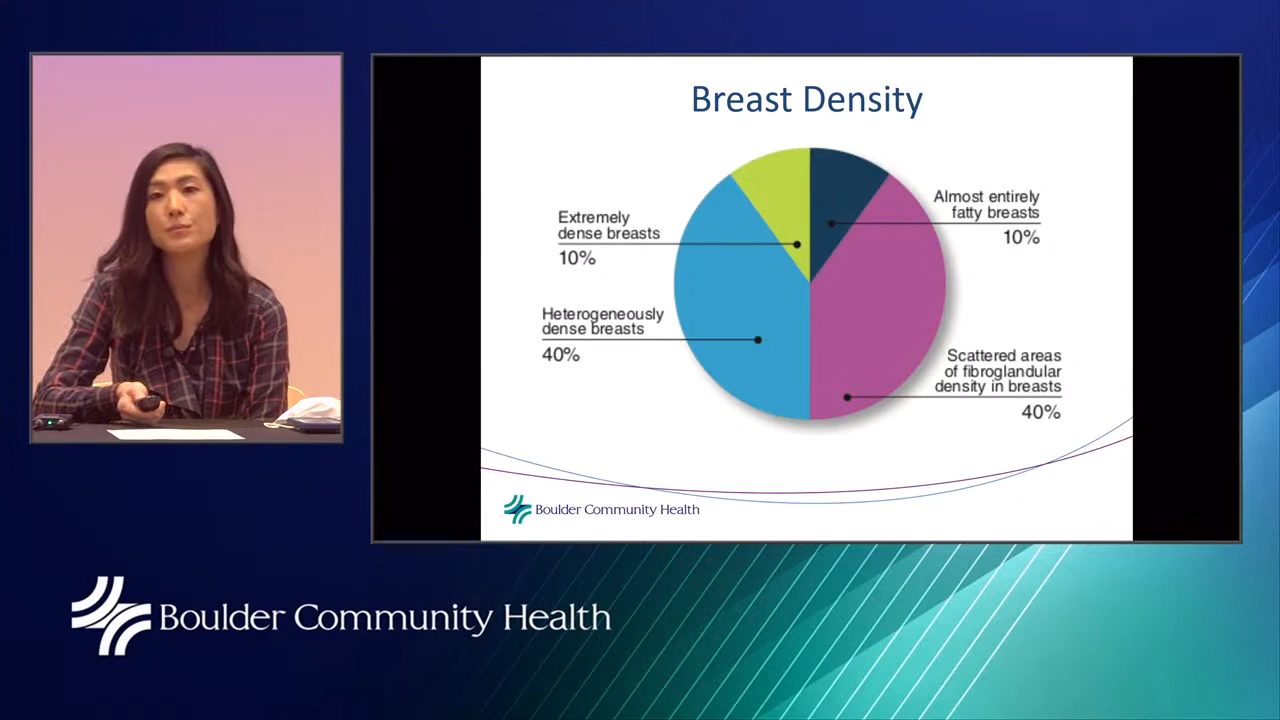 Breast Density
Extremely
dense breasts
10%
Heterogeneously
dense breasts
40%
Almost entirely
fatty breasts
10%
Scattered areas
of fibroglandular
density in breasts
40%
Boulder Community Health
Boulder Community Health